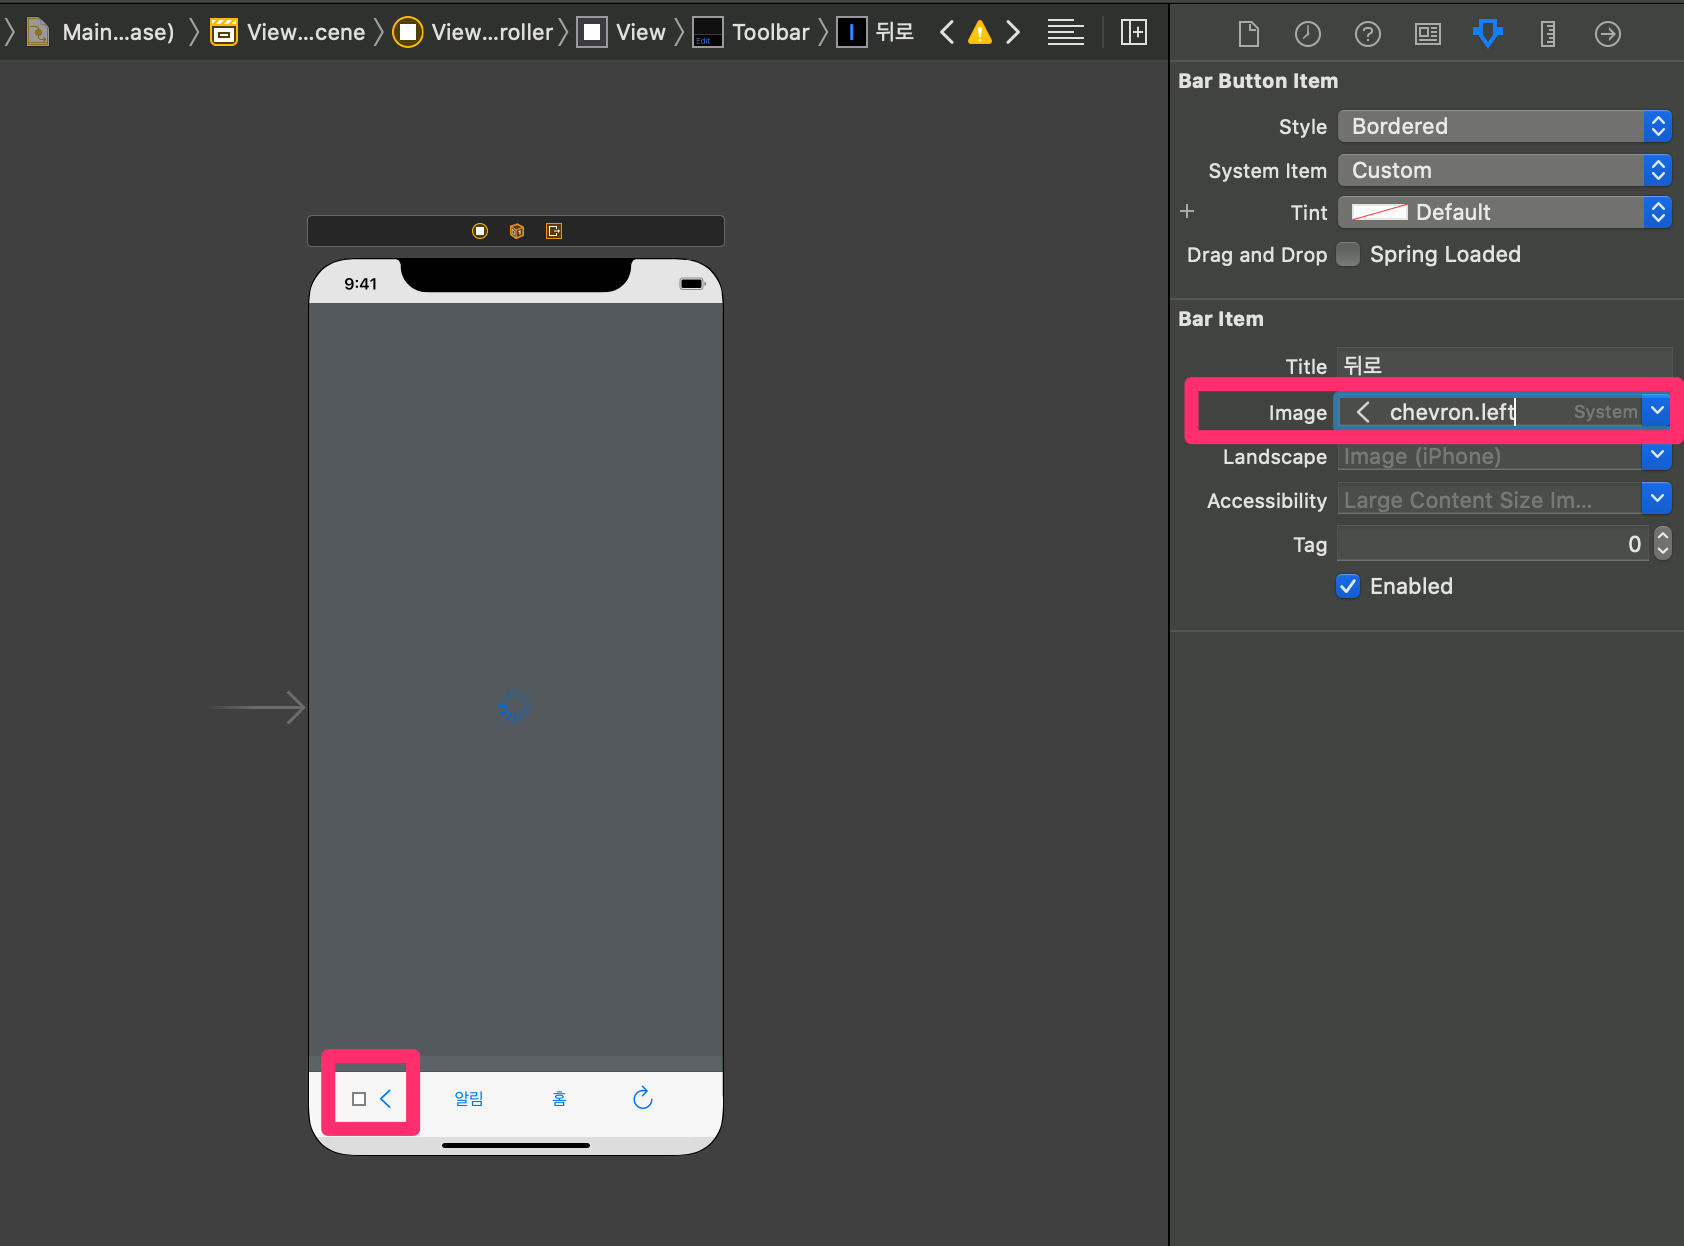 Main...ase) View...cene View...roller View Toolbar 뒤로
Edit
Bar Button Item
Style Bordered
System Item Custom
Tint Default
Drag and Drop Spring Loaded
Bar Item
Title 뒤로
Image chevron.left System
Landscape Image (iPhone)
Accessibility Large Content Size Im...
Tag 0
Enabled
9:41
알림 홈